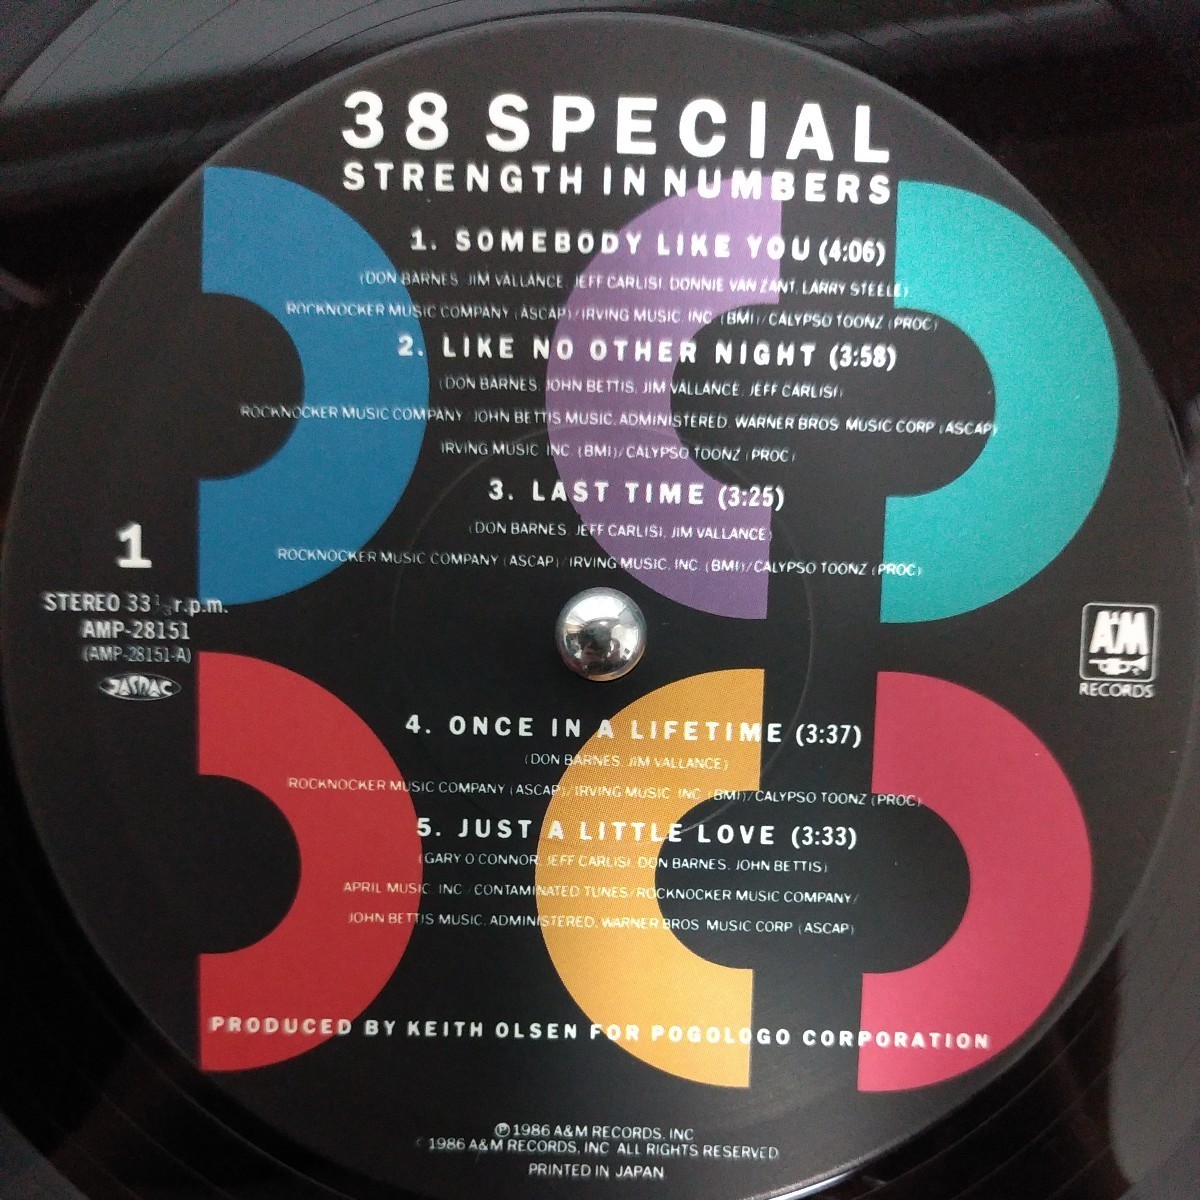 38 SPECIAL
STRENGTH IN NUMBERS
1. SOMEBODY LIKE YOU (4:06)
(DON BARNES, JIM VALLANCE, JEFF CARLISI, DONNIE VAN ZANT, LARRY STEELE)
ROCKNOCKER MUSIC COMPANY (ASCAP)/IRVING MUSIC, INC. (BMI)/CALYPSO TOONZ (PROC)
2. LIKE NO OTHER NIGHT (3:58)
(DON BARNES, JOHN BETTIS, JIM VALLANCE, JEFF CARLISI)
ROCKNOCKER MUSIC COMPANY, JOHN BETTIS MUSIC, ADMINISTERED, WARNER BROS. MUSIC CORP (ASCAP)
IRVING MUSIC, INC. (BMI)/CALYPSO TOONZ (PROC)
3. LAST TIME (3:25)
(DON BARNES, JEFF CARLISI, JIM VALLANCE)
ROCKNOCKER MUSIC COMPANY (ASCAP)/IRVING MUSIC, INC. (BMI)/CALYPSO TOONZ (PROC)
1
STEREO 33⅓ r.p.m.
AMP-28151
(AMP-28151-A)
JASRAC
A&M
RECORDS
4. ONCE IN A LIFETIME (3:37)
(DON BARNES, JIM VALLANCE)
ROCKNOCKER MUSIC COMPANY (ASCAP)/IRVING MUSIC, INC. (BMI)/CALYPSO TOONZ (PROC)
5. JUST A LITTLE LOVE (3:33)
(GARY O'CONNOR, JEFF CARLISI, DON BARNES, JOHN BETTIS)
APRIL MUSIC, INC./CONTAMINATED TUNES/ROCKNOCKER MUSIC COMPANY/
JOHN BETTIS MUSIC, ADMINISTERED, WARNER BROS. MUSIC CORP (ASCAP)
PRODUCED BY KEITH OLSEN FOR POGOLOGO CORPORATION
℗1986 A&M RECORDS, INC
©1986 A&M RECORDS, INC ALL RIGHTS RESERVED
PRINTED IN JAPAN